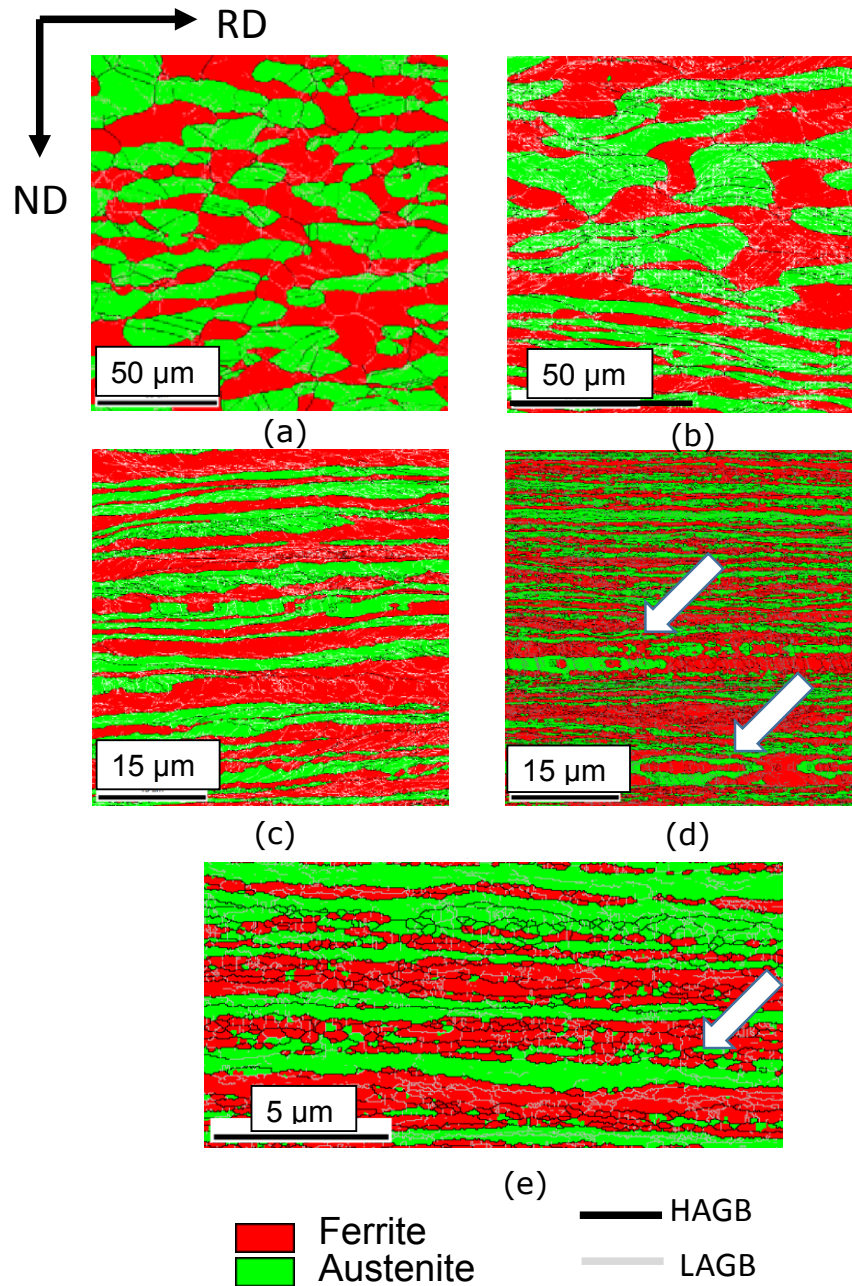 RD
ND
50 µm
50 µm
(a)
(b)
15 µm
15 µm
(c)
(d)
5 µm
(e)
Ferrite
HAGB
Austenite
LAGB